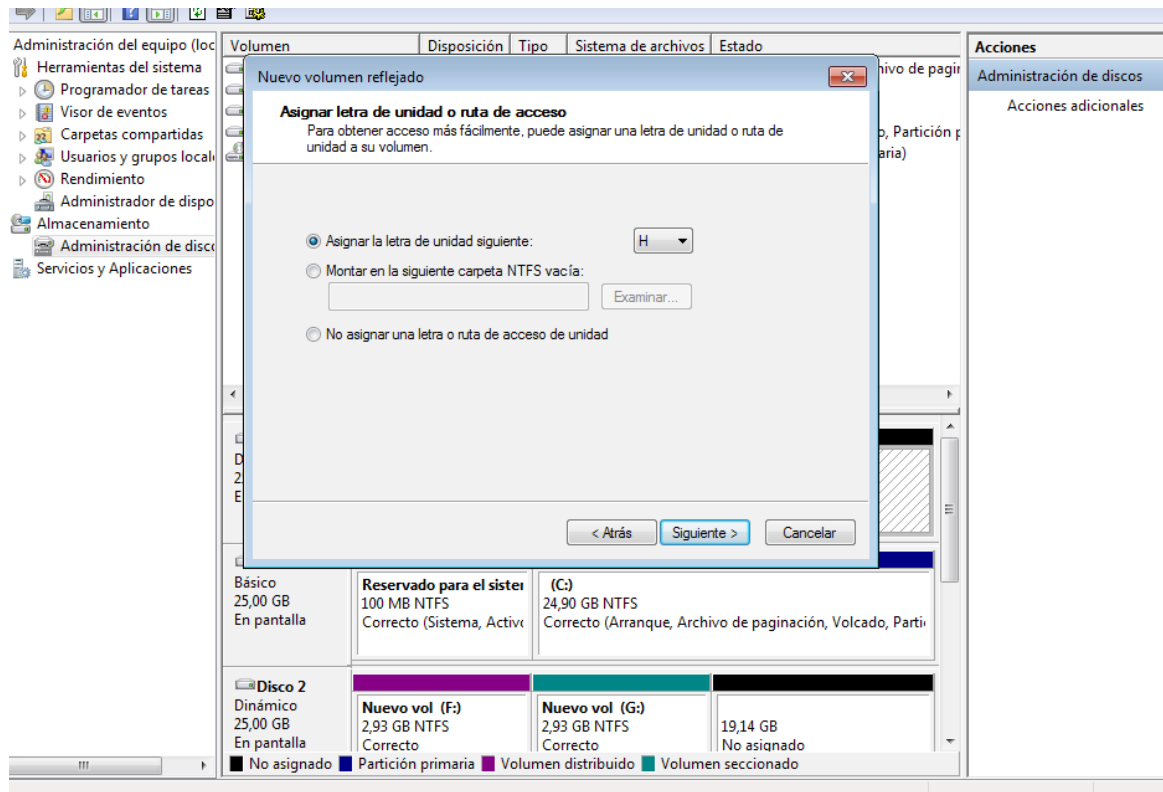 Administración del equipo (loc
Herramientas del sistema
Programador de tareas
Visor de eventos
Carpetas compartidas
Usuarios y grupos locale
Rendimiento
Administrador de dispo
Almacenamiento
Administración de disco
Servicios y Aplicaciones
Volumen Disposición Tipo Sistema de archivos Estado
hivo de pagin
o, Partición p
aria)
Nuevo volumen reflejado
Asignar letra de unidad o ruta de acceso
Para obtener acceso más fácilmente, puede asignar una letra de unidad o ruta de
unidad a su volumen.
Asignar la letra de unidad siguiente: H
Montar en la siguiente carpeta NTFS vacía:
Examinar...
No asignar una letra o ruta de acceso de unidad
< Atrás Siguiente > Cancelar
D
2
E
Básico
25,00 GB
En pantalla
Reservado para el sister
100 MB NTFS
Correcto (Sistema, Activo
(C:)
24,90 GB NTFS
Correcto (Arranque, Archivo de paginación, Volcado, Parti
Disco 2
Dinámico
25,00 GB
En pantalla
Nuevo vol (F:)
2,93 GB NTFS
Correcto
Nuevo vol (G:)
2,93 GB NTFS
Correcto
19,14 GB
No asignado
No asignado Partición primaria Volumen distribuido Volumen seccionado
Acciones
Administración de discos
Acciones adicionales